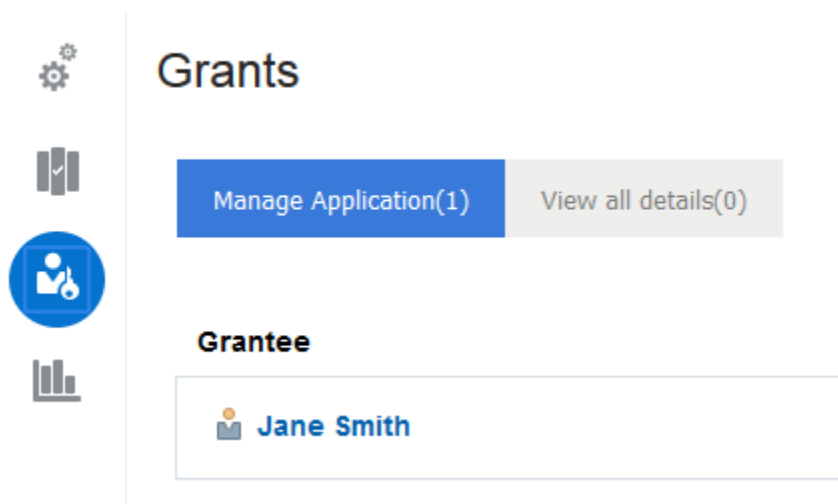 Grants
Manage Application(1) View all details(0)
Grantee
Jane Smith